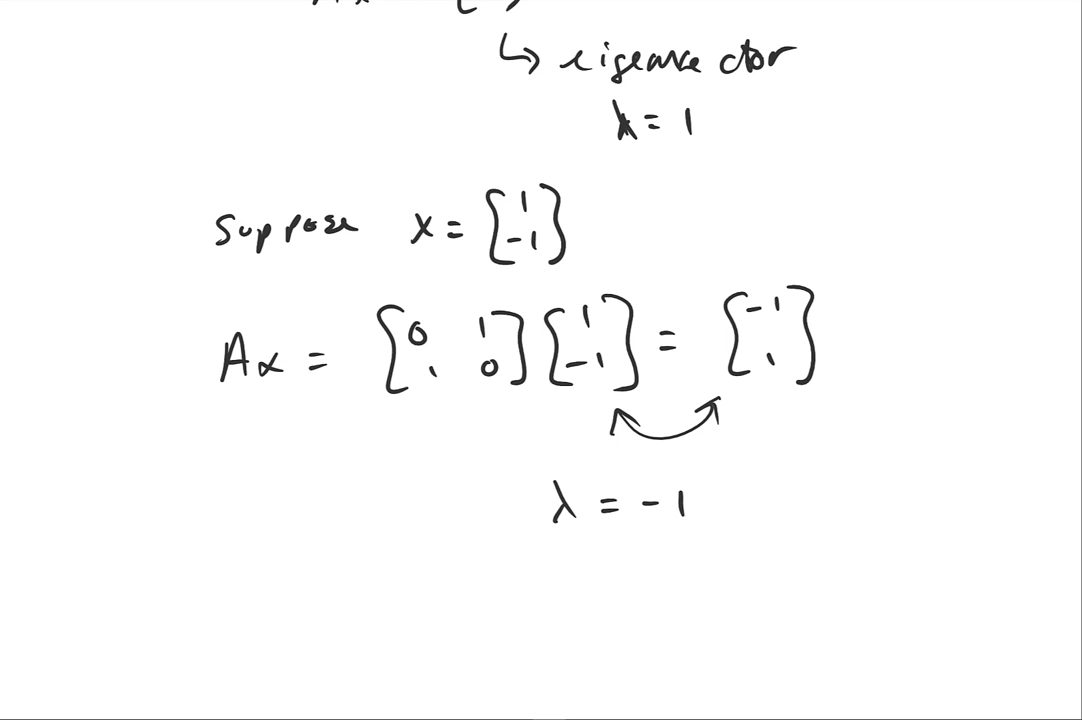 ↳ eigenvector
λ = 1
Suppose x = [1 -1]
Ax = [0 1 1 0] [1 -1] = [-1 1]
λ = -1